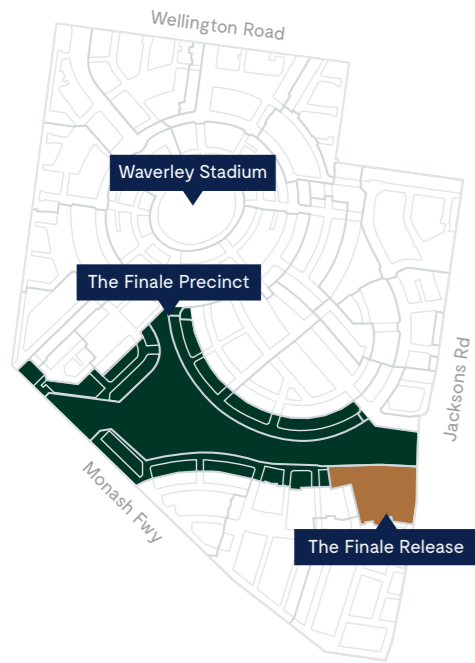 Wellington Road
Waverley Stadium
The Finale Precinct
Jacksons Rd
Monash Fwy
The Finale Release